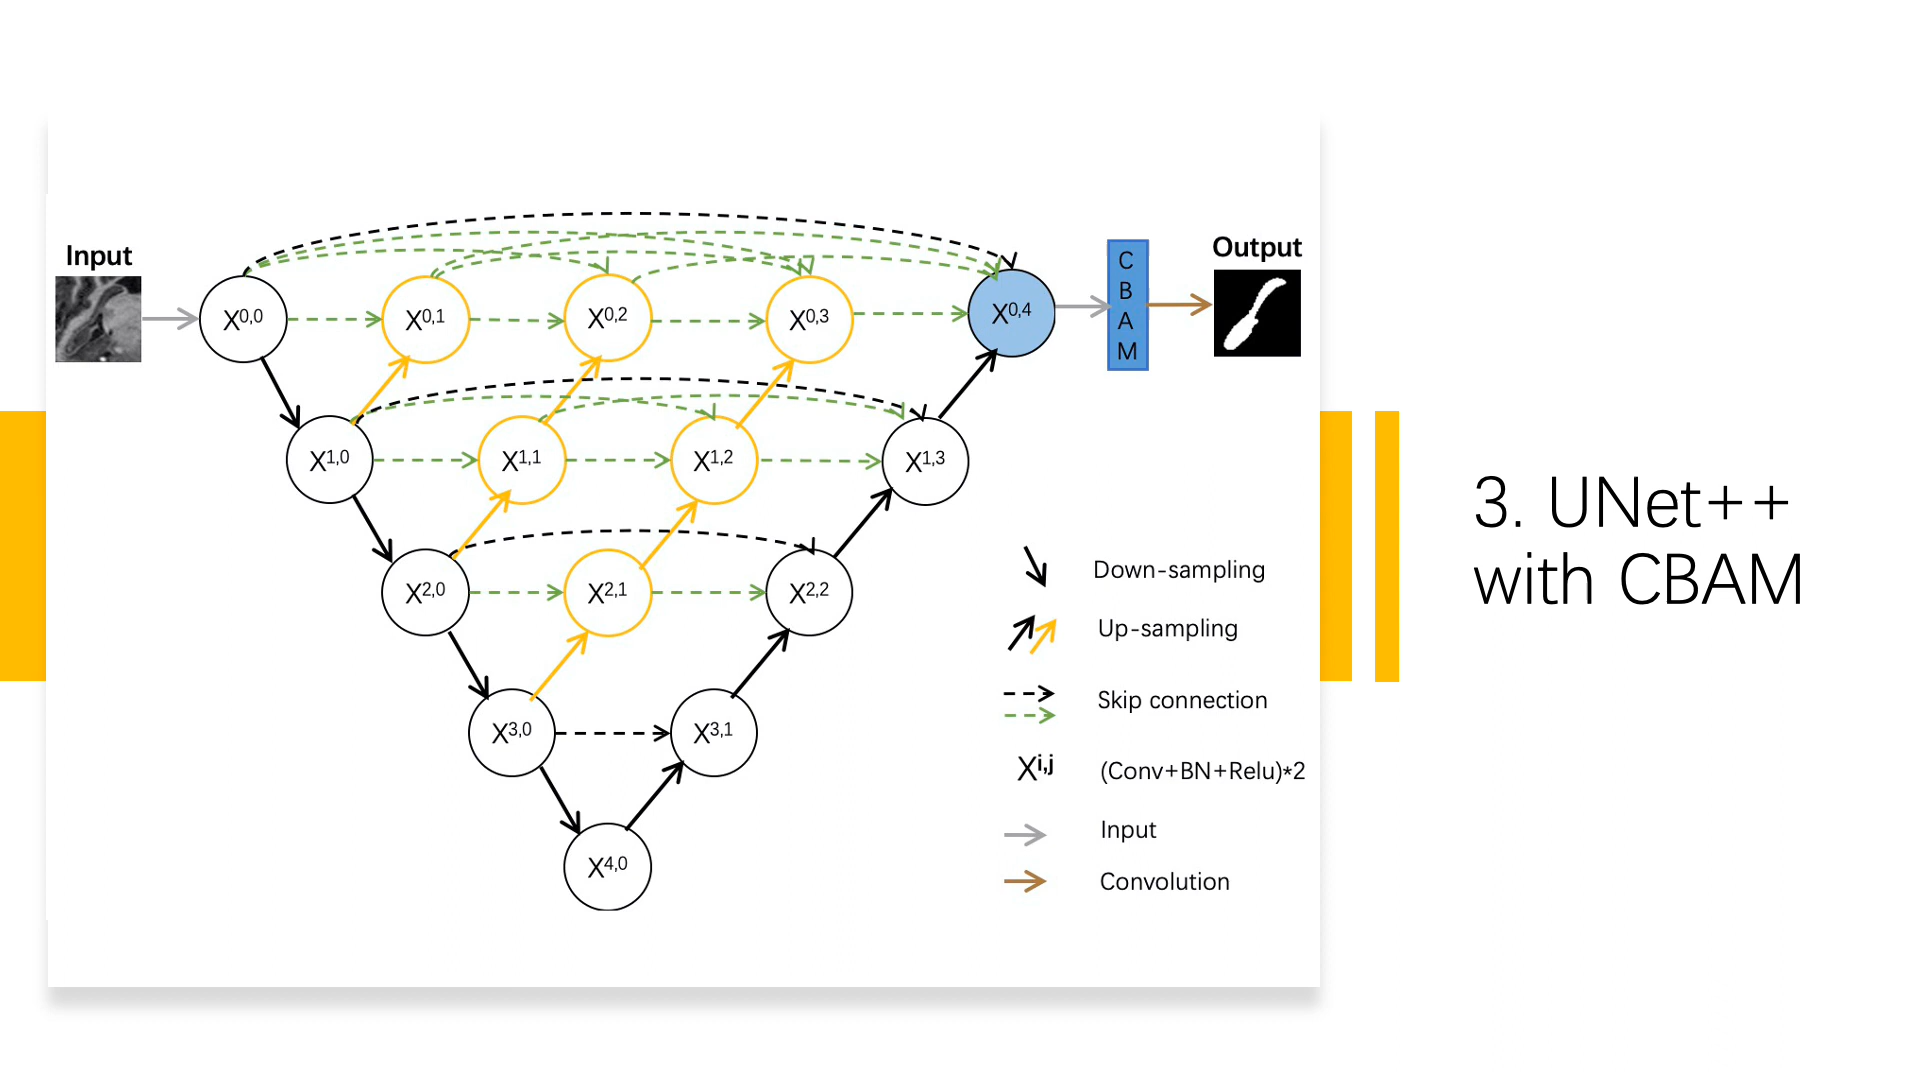 Input
Output
X0,0
X0,1
X0,2
X0,3
X0,4
C
B
A
M
X1,0
X1,1
X1,2
X1,3
X2,0
X2,1
X2,2
X3,0
X3,1
X4,0
Down-sampling
Up-sampling
Skip connection
Xi,j (Conv+BN+Relu)*2
Input
Convolution
3. UNet++
with CBAM